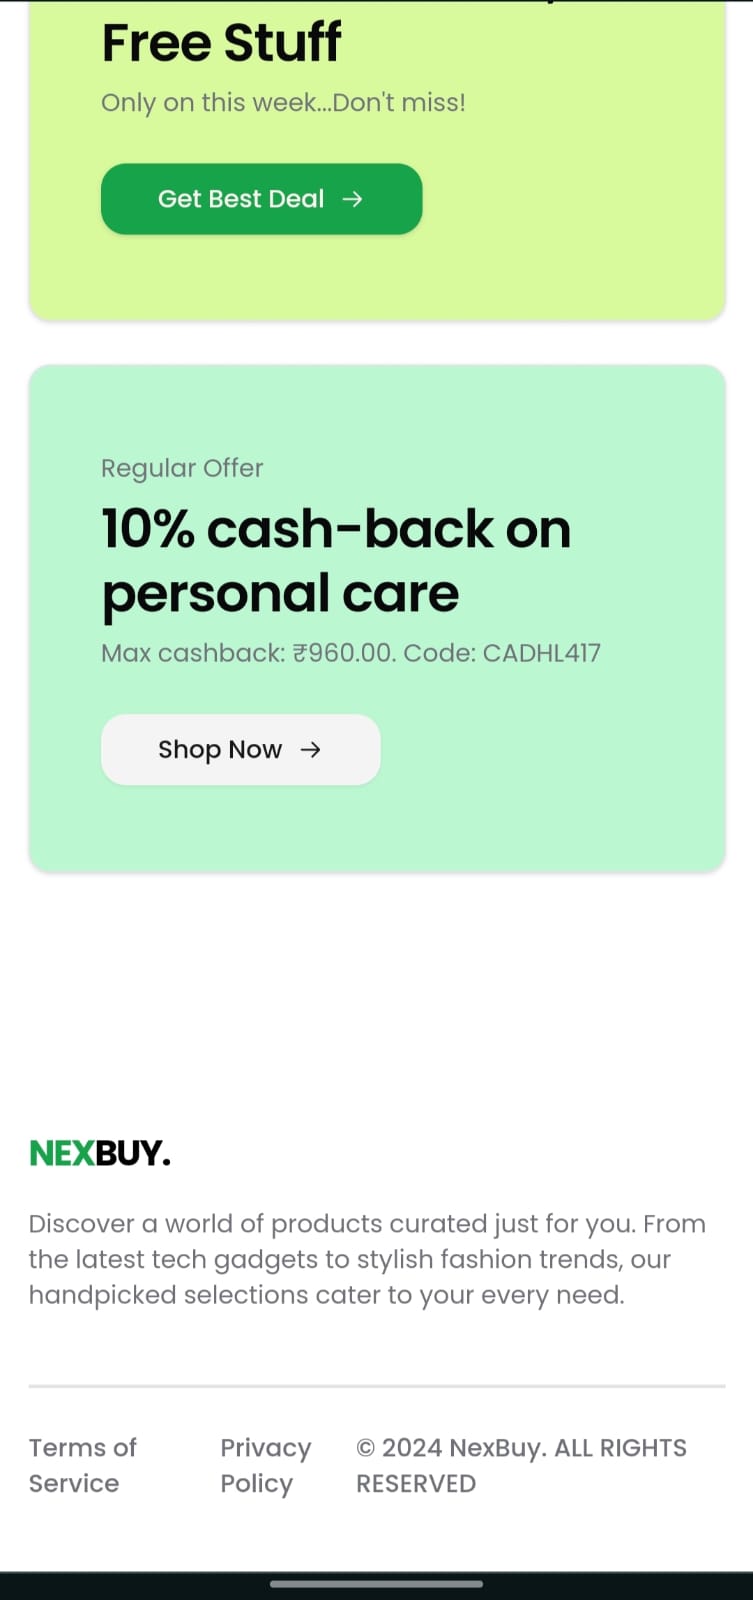 Free Stuff
Only on this week...Don't miss!
Get Best Deal →
Regular Offer
10% cash-back on
personal care
Max cashback: ₹960.00. Code: CADHL417
Shop Now →
NEXBUY.
Discover a world of products curated just for you. From
the latest tech gadgets to stylish fashion trends, our
handpicked selections cater to your every need.
Terms of
Service
Privacy
Policy
© 2024 NexBuy. ALL RIGHTS
RESERVED